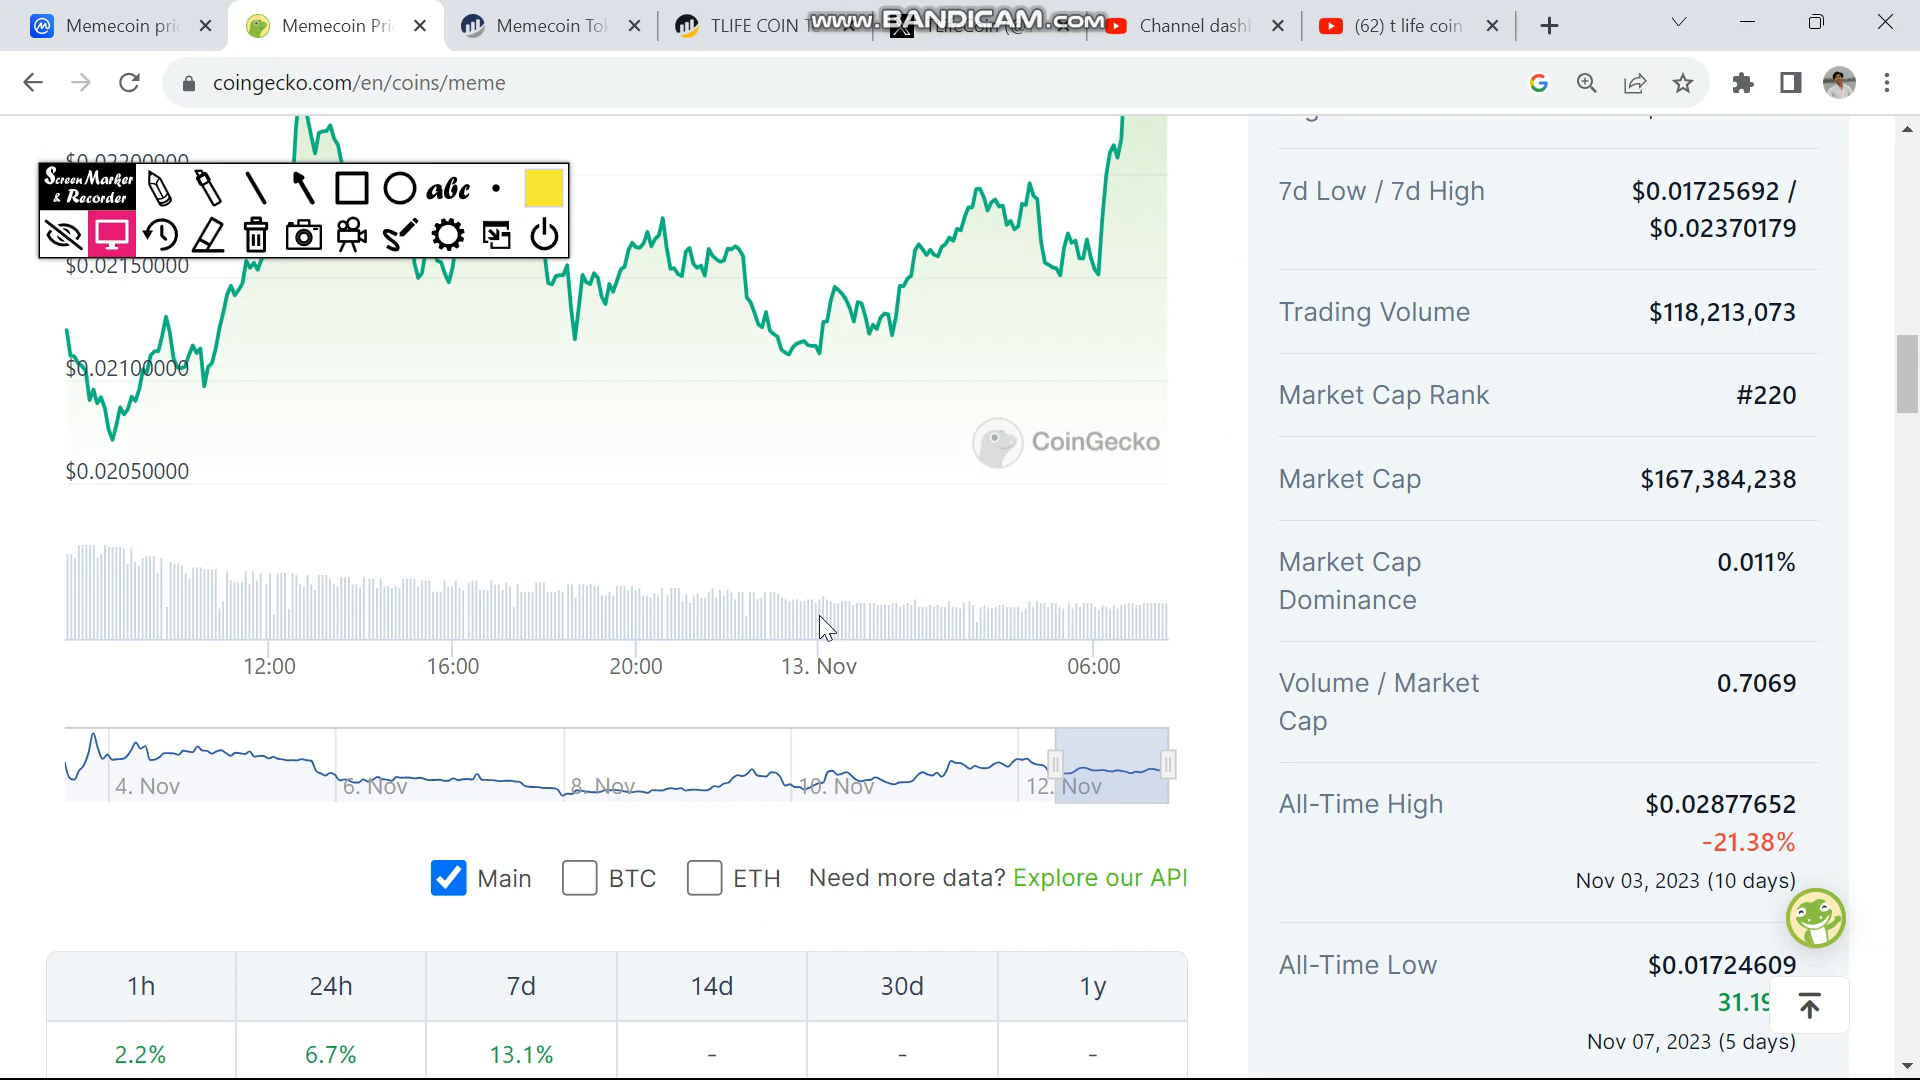 Memecoin pri
Memecoin Pri
Memecoin To
TLIFE COIN T
www.BANDICAM.com
Channel dash
(62) t life coin
coingecko.com/en/coins/meme
Screen Marker
& Recorder
abc
$0.02200000
$0.02150000
$0.02100000
$0.02050000
CoinGecko
12:00
16:00
20:00
13. Nov
06:00
4. Nov
6. Nov
8. Nov
10. Nov
12. Nov
Main
BTC
ETH
Need more data? Explore our API
1h 24h 7d 14d 30d 1y
2.2% 6.7% 13.1% - - -
7d Low / 7d High
$0.01725692 /
$0.02370179
Trading Volume
$118,213,073
Market Cap Rank
#220
Market Cap
$167,384,238
Market Cap
Dominance
0.011%
Volume / Market
Cap
0.7069
All-Time High
$0.02877652
-21.38%
Nov 03, 2023 (10 days)
All-Time Low
$0.01724609
31.19
Nov 07, 2023 (5 days)